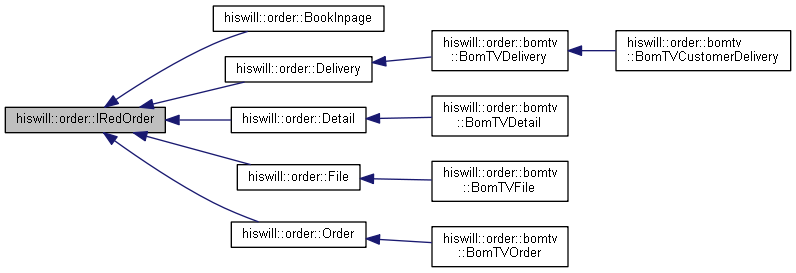 hiswill::order::BookInpage
hiswill::order::bomtv
::BomTVDelivery
hiswill::order::bomtv
::BomTVCustomerDelivery
hiswill::order::Delivery
hiswill::order::IRedOrder
hiswill::order::Detail
hiswill::order::bomtv
::BomTVDetail
hiswill::order::File
hiswill::order::bomtv
::BomTVFile
hiswill::order::Order
hiswill::order::bomtv
::BomTVOrder